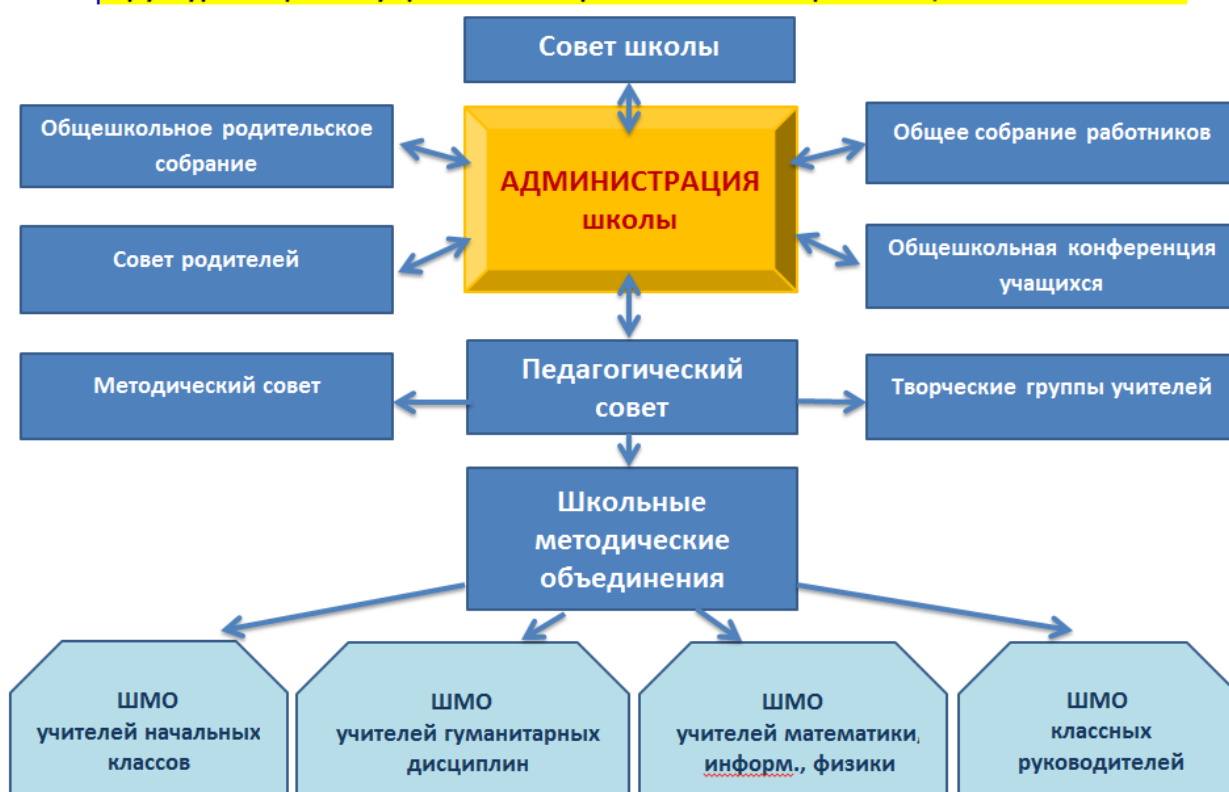 Совет школы
Общешкольное родительское
собрание
АДМИНИСТРАЦИЯ
школы
Общее собрание работников
Совет родителей
Общешкольная конференция
учащихся
Методический совет
Педагогический
совет
Творческие группы учителей
Школьные
методические
объединения
ШМО
учителей начальных
классов
ШМО
учителей гуманитарных
дисциплин
ШМО
учителей математики,
информ., физики
ШМО
классных
руководителей